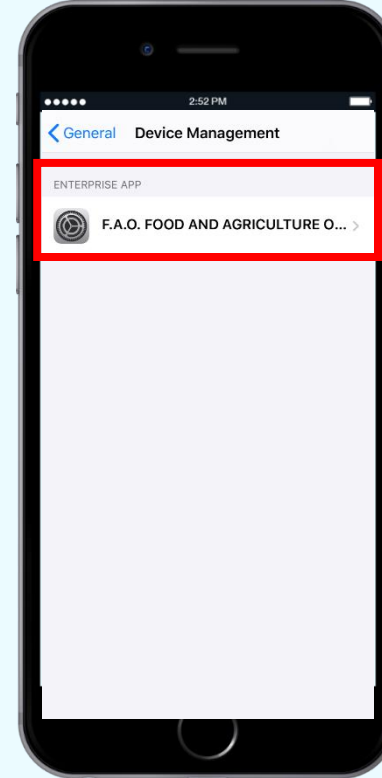 2:52 PM
General Device Management
ENTERPRISE APP
F.A.O. FOOD AND AGRICULTURE O...